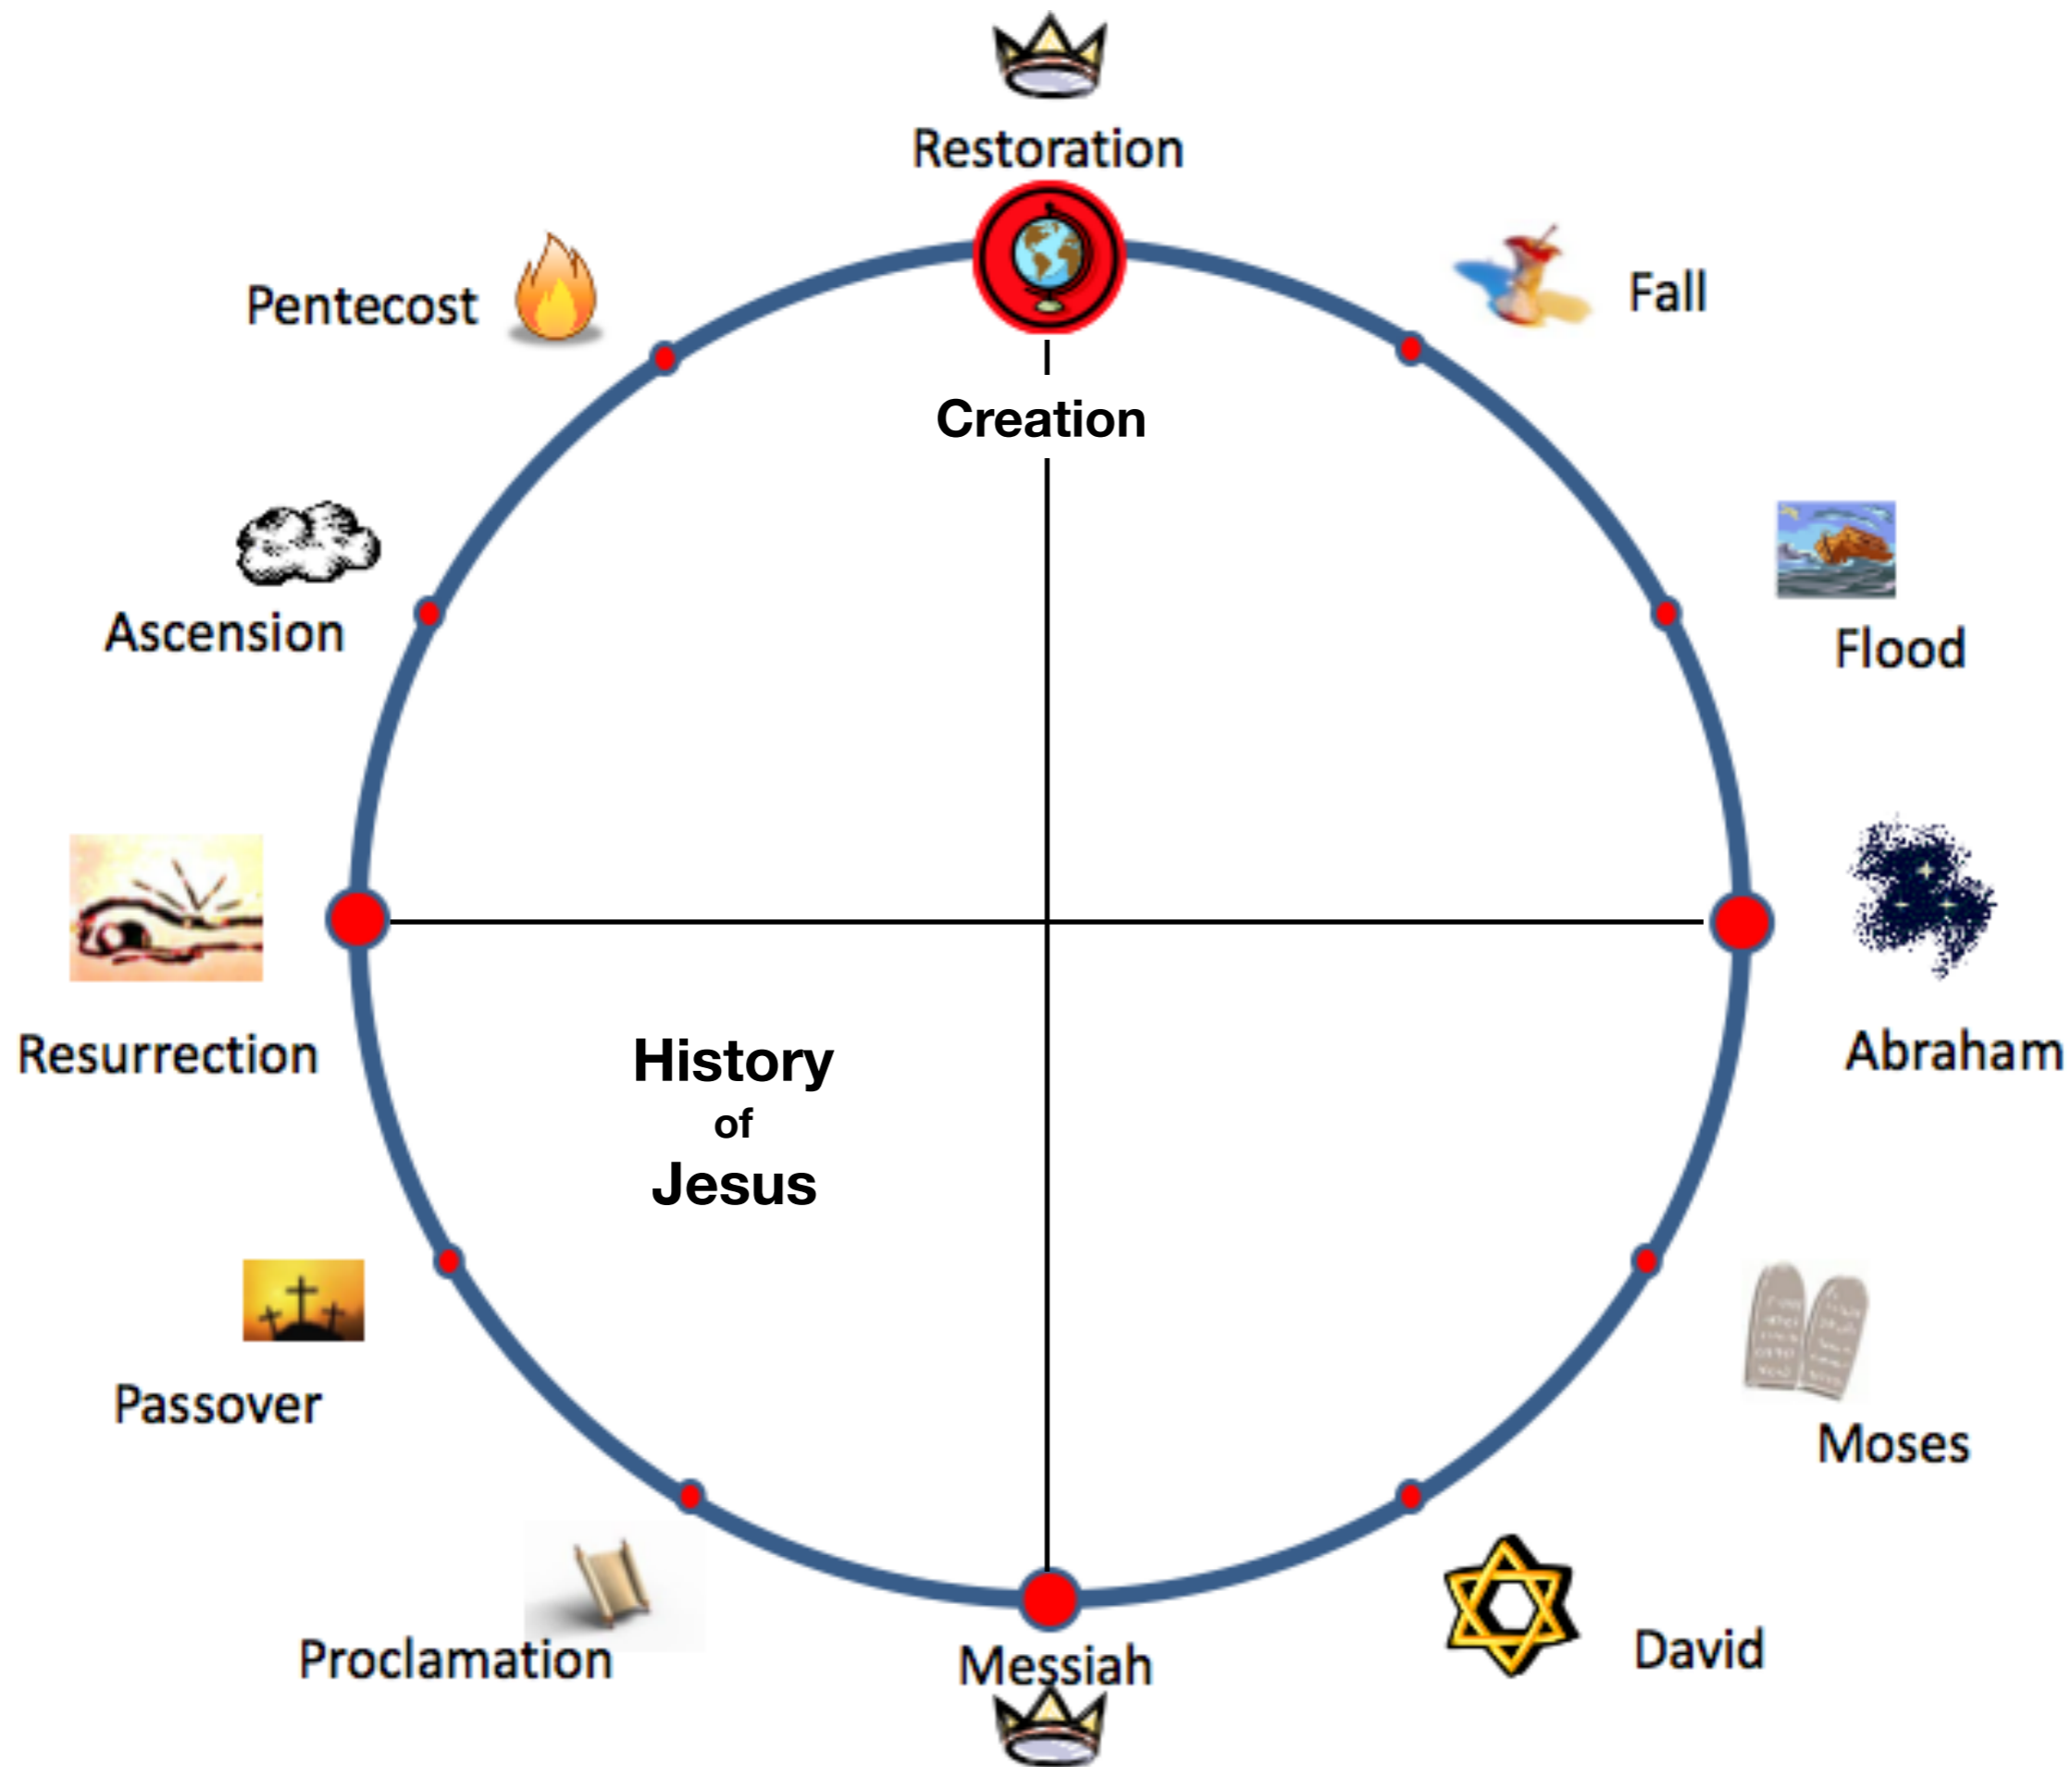 Restoration
Creation
Fall
Flood
Abraham
Moses
David
Messiah
Proclamation
Passover
Resurrection
Ascension
Pentecost
History
of
Jesus